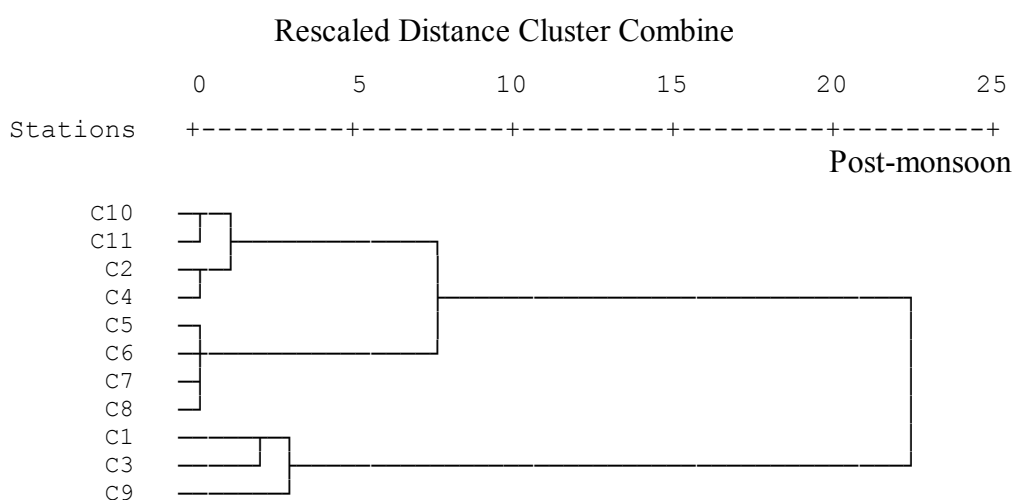 Rescaled Distance Cluster Combine
0 5 10 15 20 25
Stations +---------+---------+---------+---------+---------+
Post-monsoon
C10
C11
C2
C4
C5
C6
C7
C8
C1
C3
C9